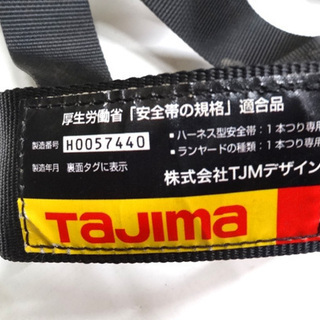 厚生労働省「安全帯の規格」適合品
製造番号 H0057440
製造年月 裏面タグに表示
• ハーネス型安全帯：1本つり専用
• ランヤードの種類：1本つり専用
株式会社TJMデザイン
TaJima